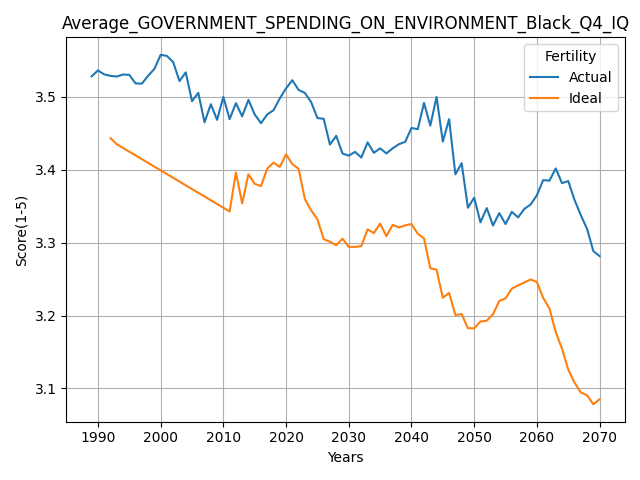 Average_GOVERNMENT_SPENDING_ON_ENVIRONMENT_Black_Q4_IQ
Fertility
Actual
Ideal
Score(1-5)
3.5
3.4
3.3
3.2
3.1
1990 2000 2010 2020 2030 2040 2050 2060 2070
Years